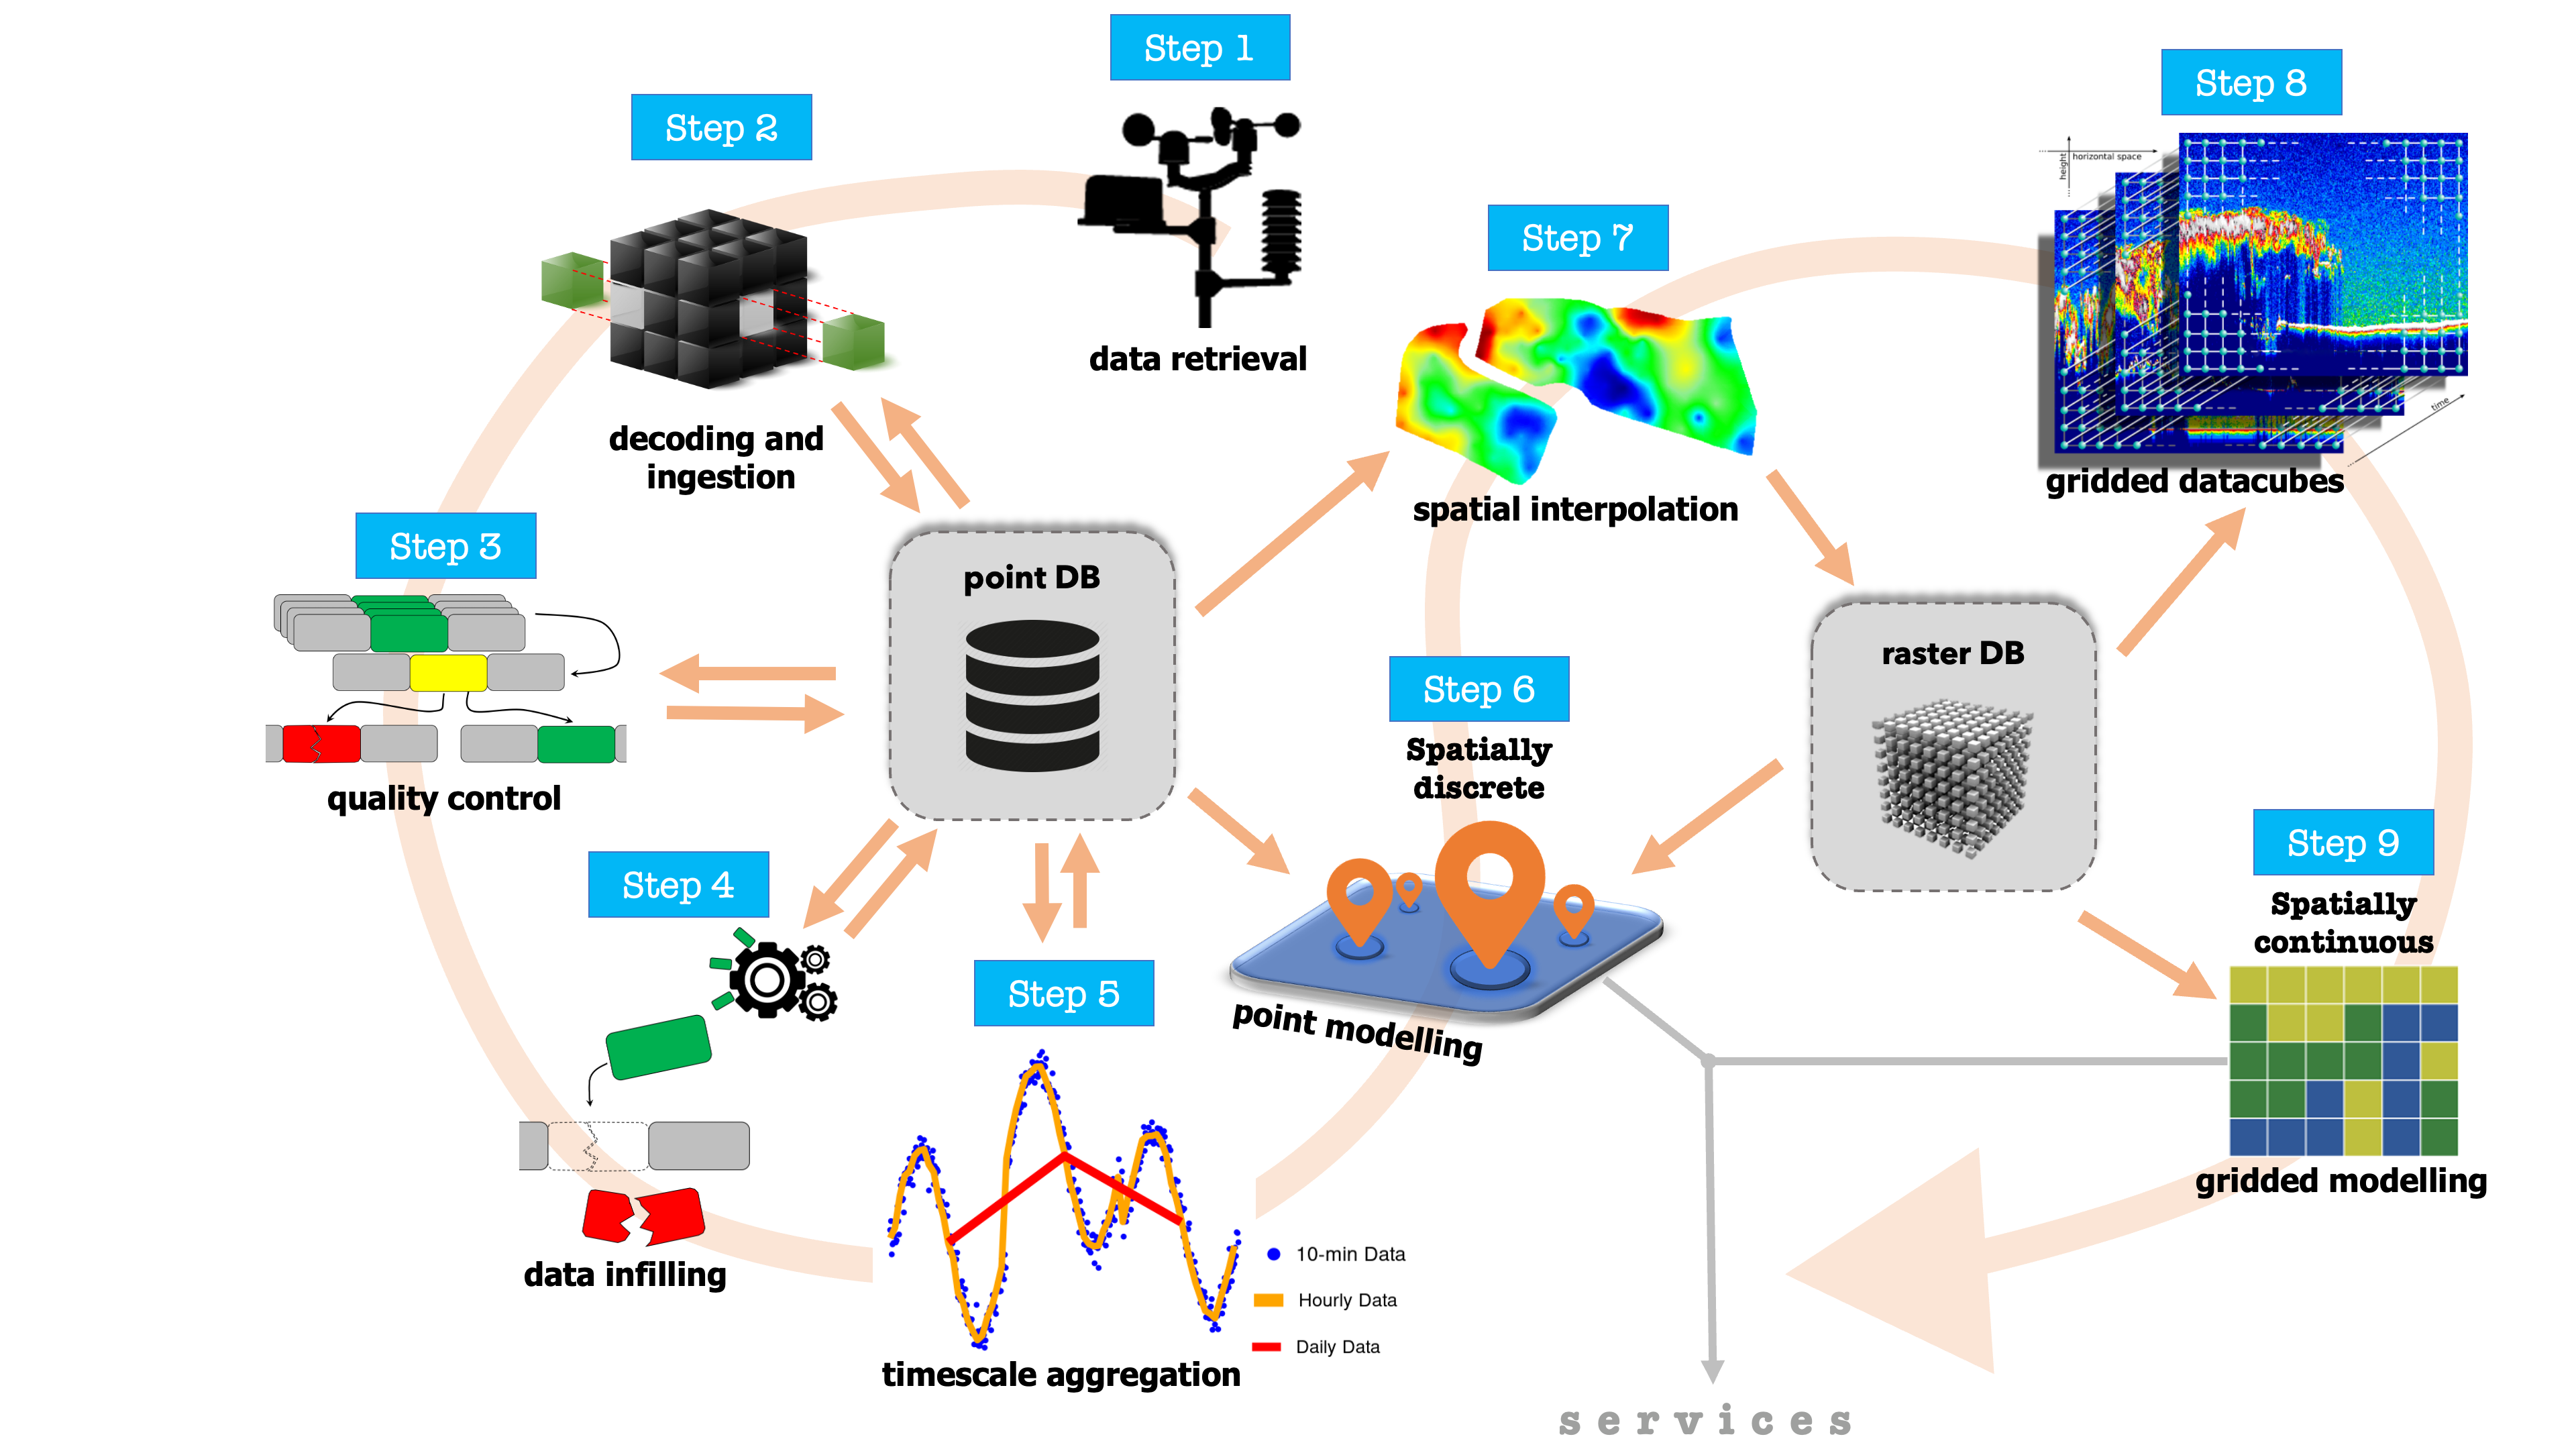 Step 1
data retrieval
Step 2
decoding and
ingestion
Step 3
quality control
Step 4
data infilling
Step 5
10-min Data
Hourly Data
Daily Data
timescale aggregation
point DB
Step 6
Spatially
discrete
point modelling
Step 7
spatial interpolation
raster DB
Step 8
horizontal space
height
time
gridded datacubes
Step 9
Spatially
continuous
gridded modelling
services